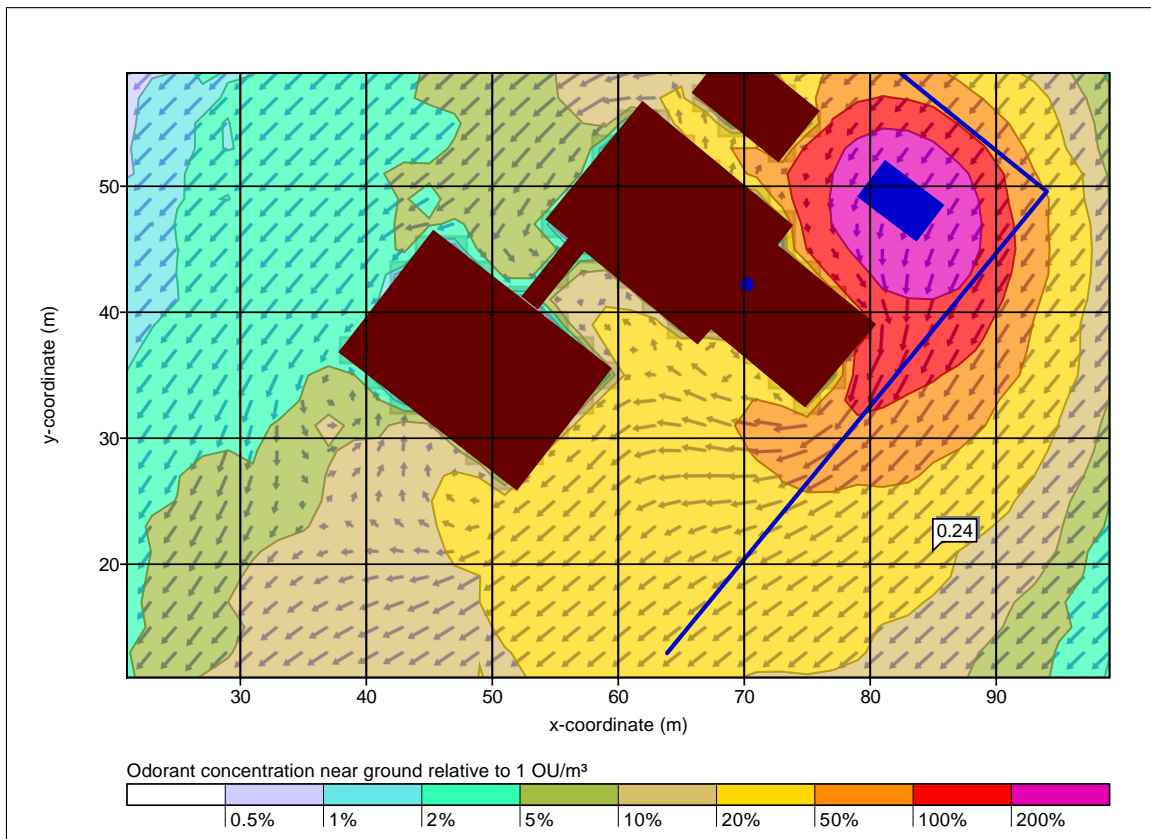 50
40
30
20
y-coordinate (m)
0.24
30 40 50 60 70 80 90
x-coordinate (m)
Odorant concentration near ground relative to 1 OU/m³
0.5% 1% 2% 5% 10% 20% 50% 100% 200%